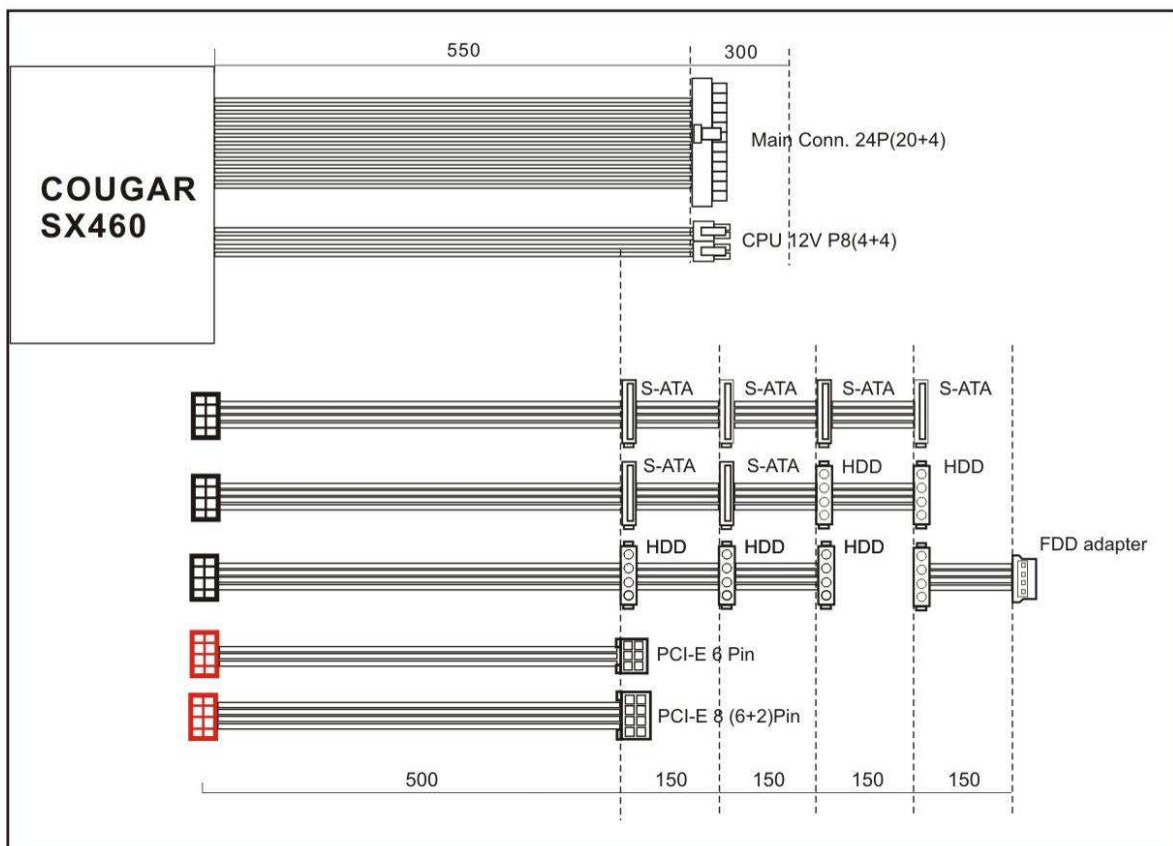 550
300
COUGAR
SX460
Main Conn. 24P(20+4)
CPU 12V P8(4+4)
S-ATA
S-ATA
S-ATA
S-ATA
S-ATA
S-ATA
HDD
HDD
HDD
HDD
HDD
FDD adapter
PCI-E 6 Pin
PCI-E 8 (6+2)Pin
500
150
150
150
150